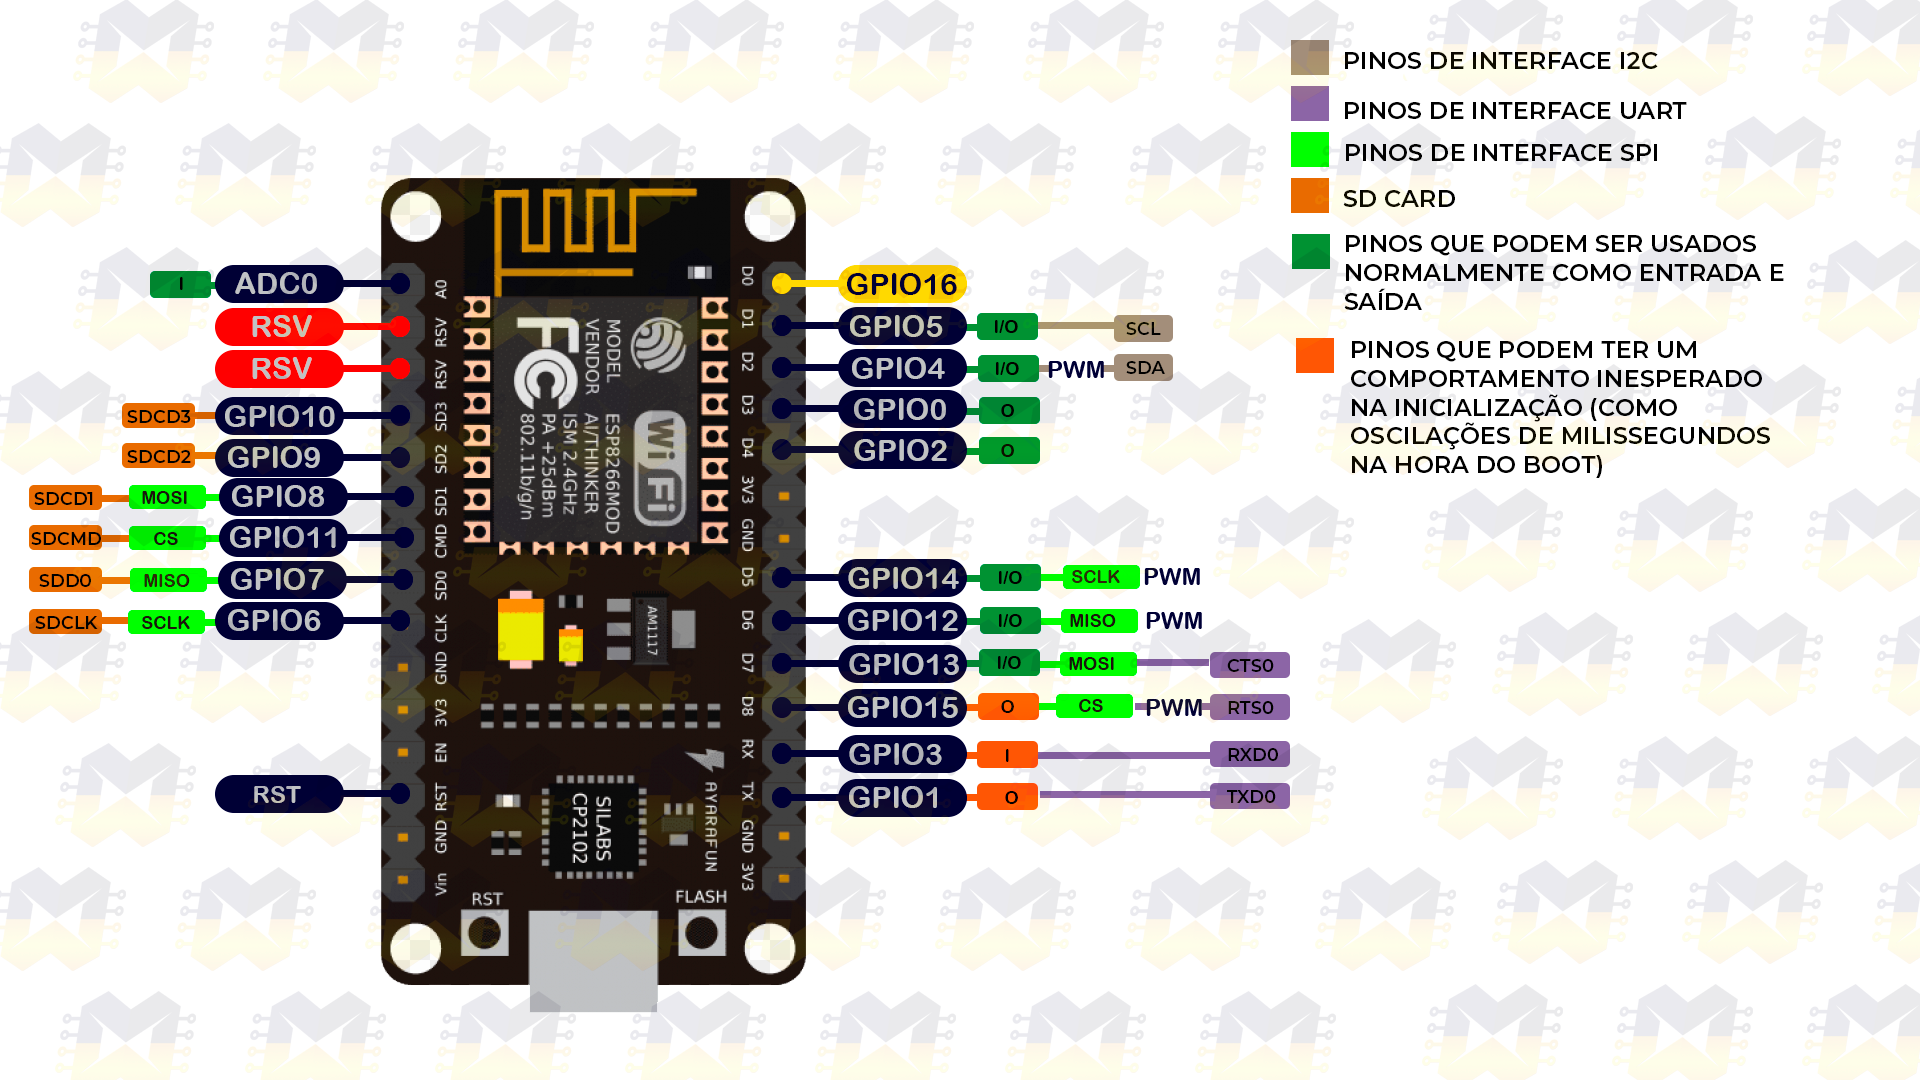 PINOS DE INTERFACE I2C
PINOS DE INTERFACE UART
PINOS DE INTERFACE SPI
SD CARD
PINOS QUE PODEM SER USADOS
NORMALMENTE COMO ENTRADA E
SAÍDA
PINOS QUE PODEM TER UM
COMPORTAMENTO INESPERADO
NA INICIALIZAÇÃO (COMO
OSCILAÇÕES DE MILISSEGUNDOS
NA HORA DO BOOT)
I ADC0
RSV
RSV
SDCD3 GPIO10
SDCD2 GPIO9
SDCD1 MOSI GPIO8
SDCMD CS GPIO11
SDD0 MISO GPIO7
SDCLK SCLK GPIO6
RST
A0
RSV
RSV
SD3
SD2
SD1
CMD
SD0
CLK
GND
3V3
EN
RST
GND
Vin
FC
MODEL ESP8266MOD
VENDOR AI/THINKER
ISM 2.4GHz
PA +25dBm
802.11b/g/n
WiFi
AM1117
SILABS
CP2102
AYARAFUN
RST
FLASH
D0
D1
D2
D3
D4
3V3
GND
D5
D6
D7
D8
RX
TX
GND
3V3
GPIO16
GPIO5 I/O SCL
GPIO4 I/O PWM SDA
GPIO0 O
GPIO2 O
GPIO14 I/O SCLK PWM
GPIO12 I/O MISO PWM
GPIO13 I/O MOSI CTS0
GPIO15 O CS PWM RTS0
GPIO3 I RXD0
GPIO1 O TXD0